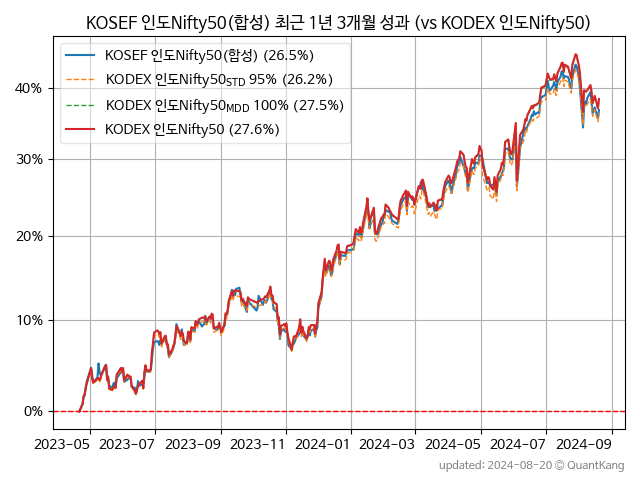 KOSEF 인도Nifty50(합성) 최근 1년 3개월 성과 (vs KODEX 인도Nifty50)
KOSEF 인도Nifty50(합성) (26.5%)
KODEX 인도Nifty50STD 95% (26.2%)
KODEX 인도Nifty50MDD 100% (27.5%)
KODEX 인도Nifty50 (27.6%)
40%
30%
20%
10%
0%
2023-05 2023-07 2023-09 2023-11 2024-01 2024-03 2024-05 2024-07 2024-09
updated: 2024-08-20 © QuantKang